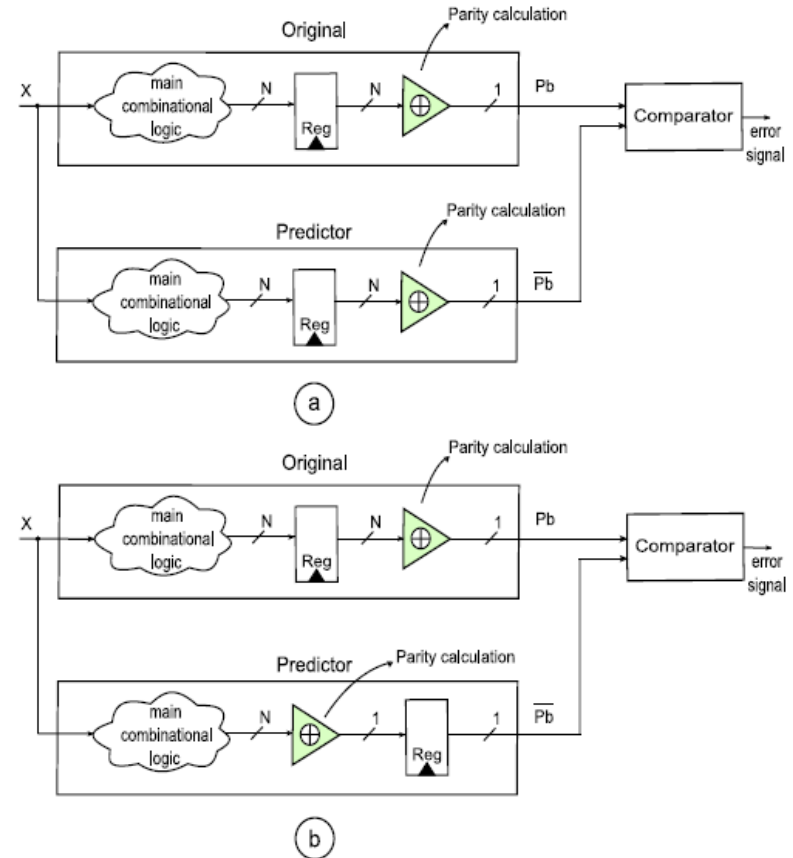 Parity calculation
Original
X
main
combinational
logic
N
Reg
N
⊕
1
Pb
Comparator
error
signal
Parity calculation
Predictor
main
combinational
logic
N
Reg
N
⊕
1
P̅b̅
a
Parity calculation
Original
X
main
combinational
logic
N
Reg
N
⊕
1
Pb
Comparator
error
signal
Predictor
Parity calculation
main
combinational
logic
N
⊕
1
Reg
1
P̅b̅
b